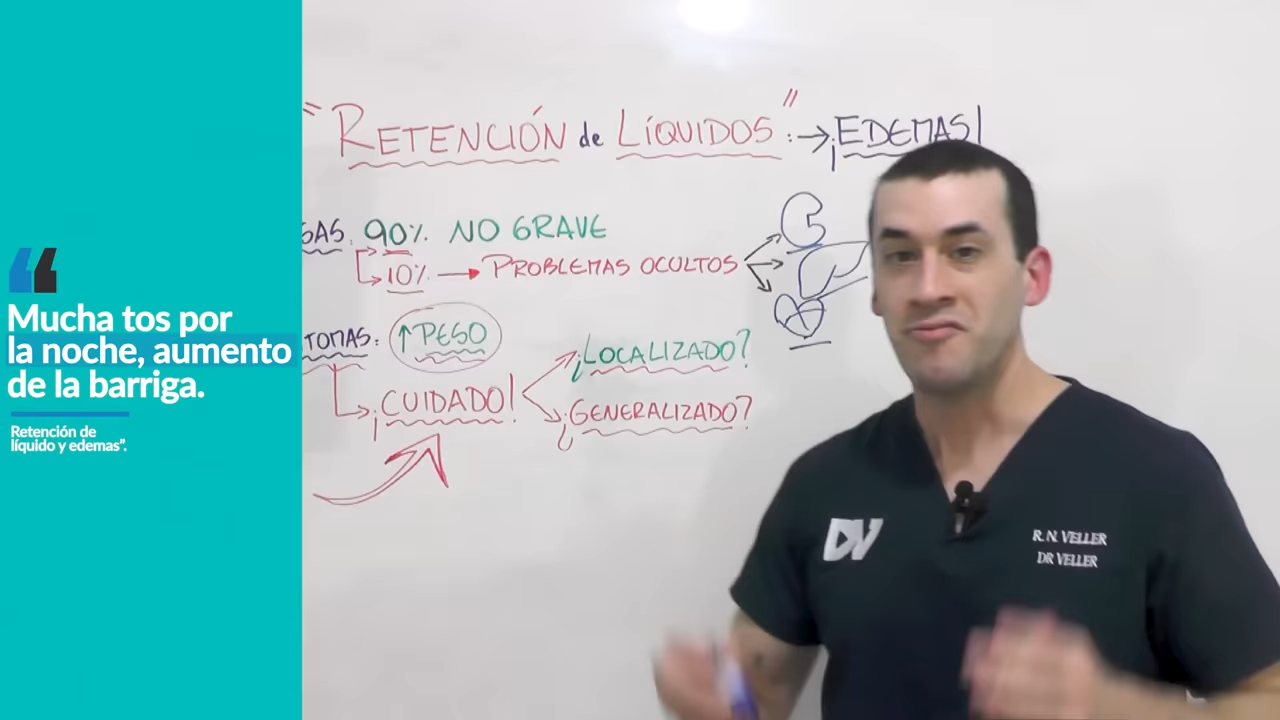 Mucha tos por
la noche, aumento
de la barriga.
Retención de
líquido y edemas".
"RETENCIÓN de LÍQUIDOS": → ¡EDEMAS!
SAS. 90% NO GRAVE
10% → PROBLEMAS OCULTOS
TOMAS: ↑PESO
¿LOCALIZADO?
¡CUIDADO!
¿GENERALIZADO?
DV
R.N. VELLER
DR VELLER